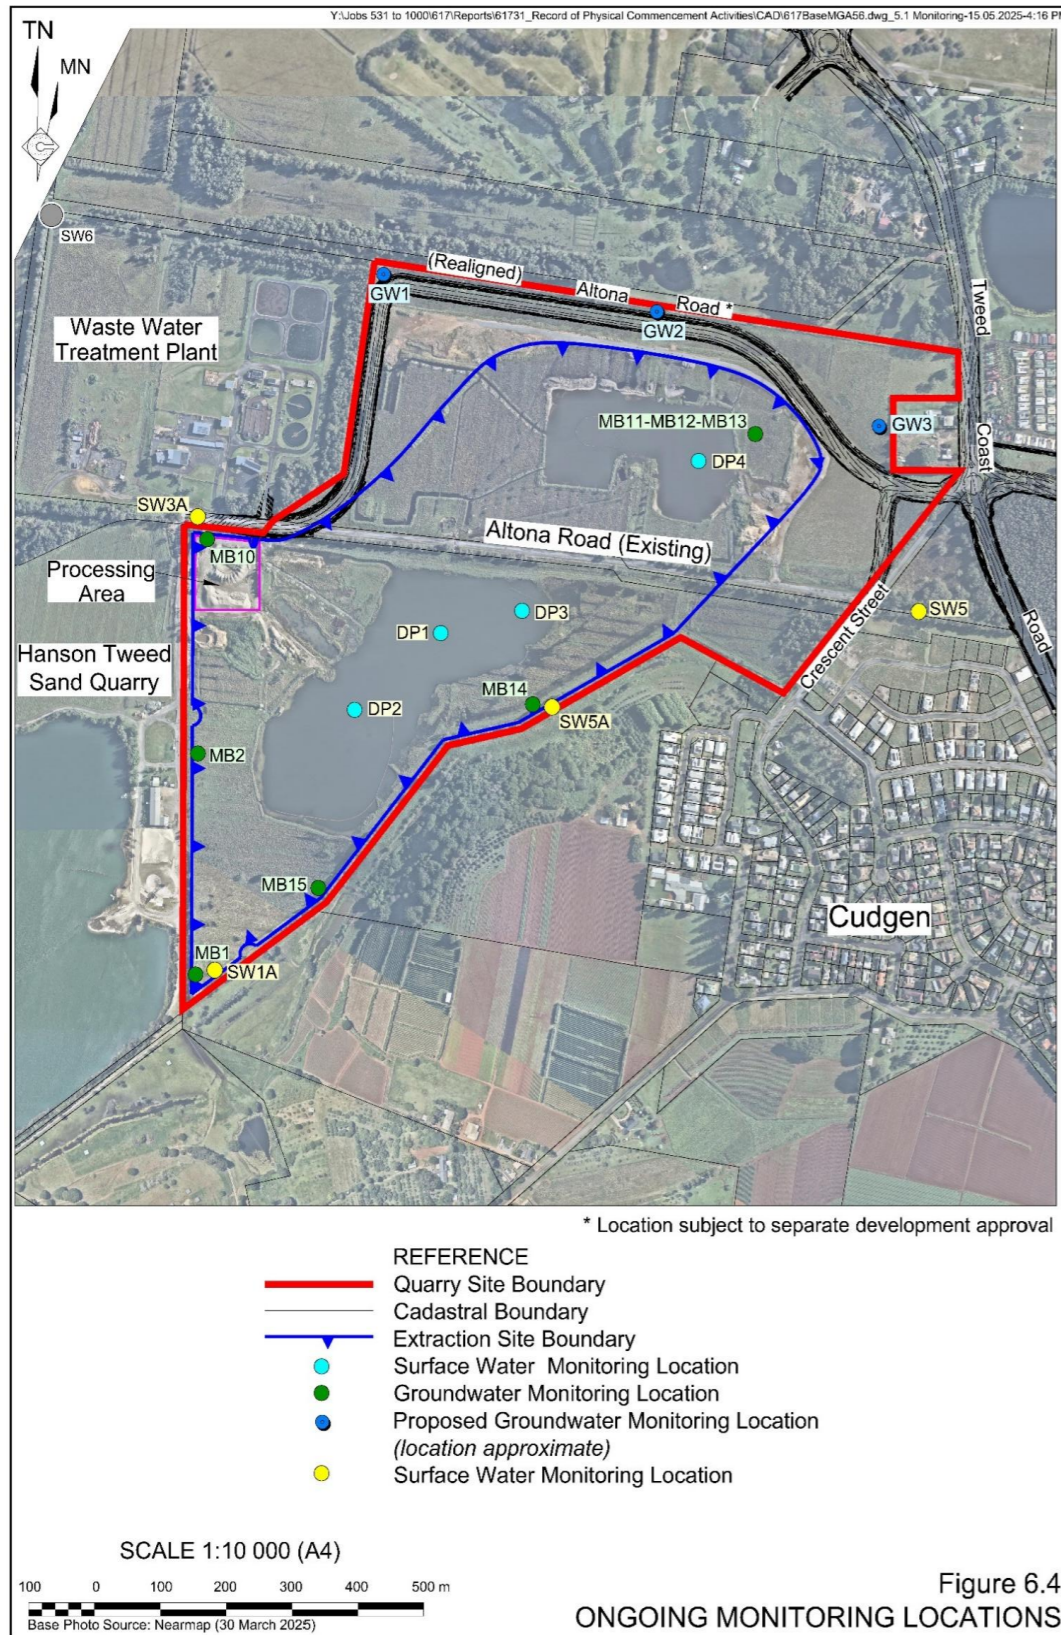 Y:\Jobs 531 to 1000\617\Reports\61731_Record of Physical Commencement Activities\CAD\617BaseMGA56.dwg_5.1 Monitoring-15.05.2025-4:16 P
TN
MN
SW6
(Realigned) Altona Road *
GW1
GW2
Waste Water
Treatment Plant
Tweed
Coast
Road
MB11-MB12-MB13
GW3
DP4
SW3A
Altona Road (Existing)
MB10
Processing
Area
DP3
SW5
DP1
Crescent Street
Hanson Tweed
Sand Quarry
MB14
DP2
SW5A
MB2
MB15
Cudgen
MB1
SW1A
* Location subject to separate development approval
REFERENCE
Quarry Site Boundary
Cadastral Boundary
Extraction Site Boundary
Surface Water Monitoring Location
Groundwater Monitoring Location
Proposed Groundwater Monitoring Location
(location approximate)
Surface Water Monitoring Location
SCALE 1:10 000 (A4)
100 0 100 200 300 400 500 m
Base Photo Source: Nearmap (30 March 2025)
Figure 6.4
ONGOING MONITORING LOCATIONS